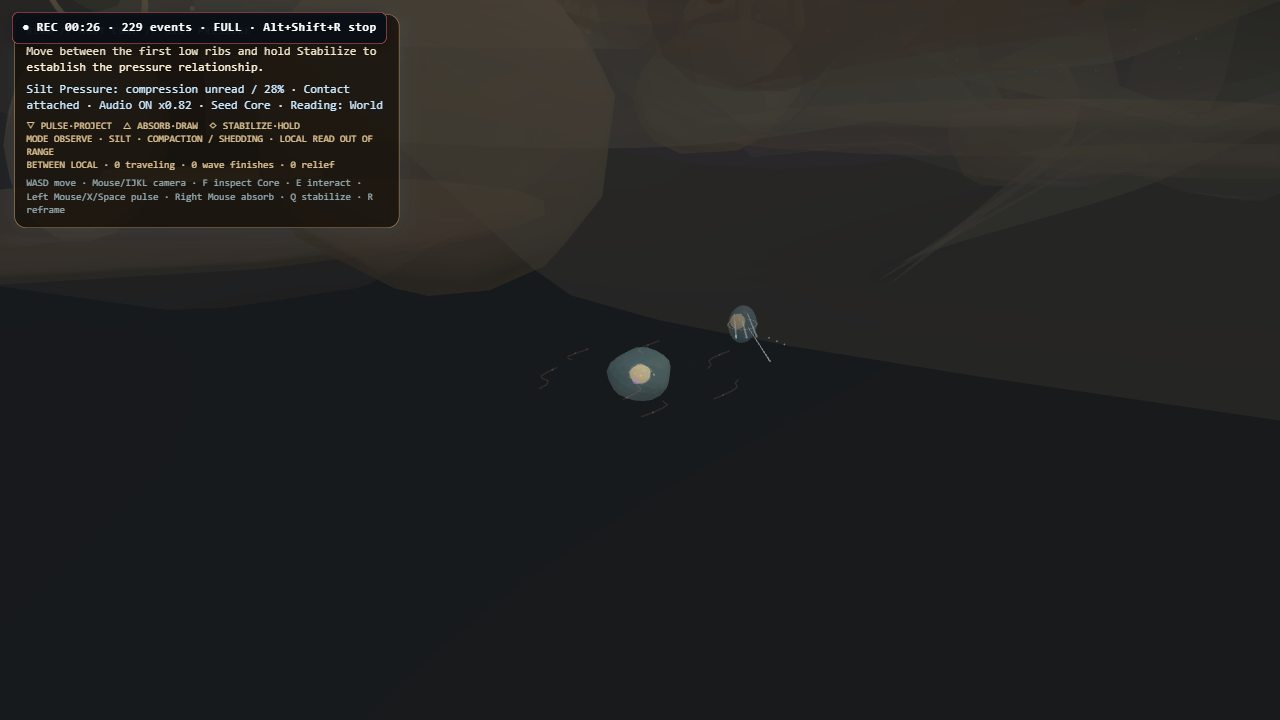 ● REC 00:26 · 229 events · FULL · Alt+Shift+R stop
Move between the first low ribs and hold Stabilize to
establish the pressure relationship.
Silt Pressure: compression unread / 28% · Contact
attached · Audio ON x0.82 · Seed Core · Reading: World
▽ PULSE·PROJECT △ ABSORB·DRAW ◇ STABILIZE·HOLD
MODE OBSERVE · SILT · COMPACTION / SHEDDING · LOCAL READ OUT OF
RANGE
BETWEEN LOCAL · 0 traveling · 0 wave finishes · 0 relief
WASD move · Mouse/IJKL camera · F inspect Core · E interact ·
Left Mouse/X/Space pulse · Right Mouse absorb · Q stabilize · R
reframe